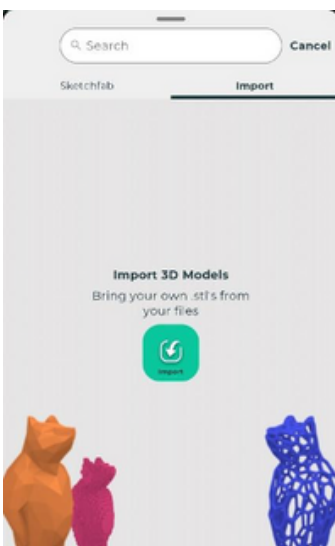 Search
Cancel
Sketchfab
Import
Import 3D Models
Bring your own .stl's from
your files
Import